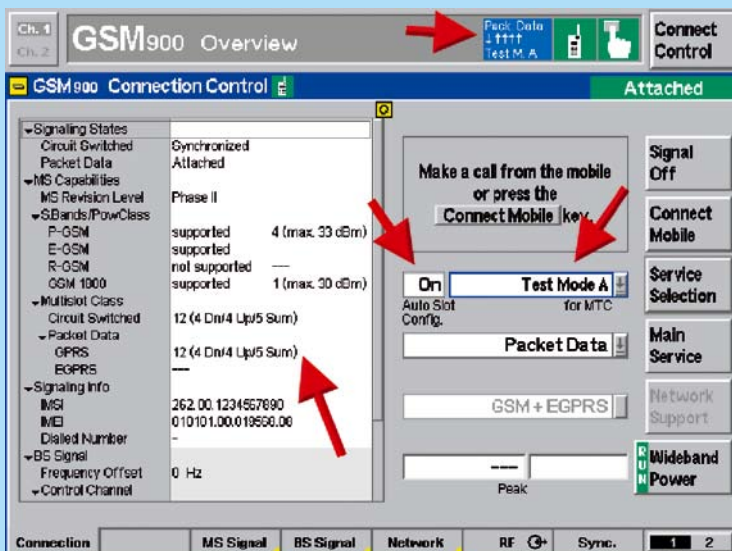 Ch. 1
Ch. 2
GSM900 Overview
Pack Data
↓↑↑↑↑
Test M. A
Connect
Control
GSM900 Connection Control
Attached
Signaling States
Circuit Switched Synchronized
Packet Data Attached
MS Capabilities
MS Revision Level Phase II
S.Bands/PowClass
P-GSM supported 4 (max. 33 dBm)
E-GSM supported
R-GSM not supported ---
GSM 1800 supported 1 (max. 30 dBm)
Multislot Class
Circuit Switched 12 (4 Dn/4 Up/5 Sum)
Packet Data
GPRS 12 (4 Dn/4 Up/5 Sum)
EGPRS ---
Signaling Info
IMSI 262.00.1234567890
IMEI
Dialed Number -
BS Signal
Frequency Offset 0 Hz
Control Channel
Make a call from the mobile
or press the
Connect Mobile key.
On Test Mode A
Auto Slot Config. for MTC
Packet Data
GSM + EGPRS
---
Peak
Signal
Off
Connect
Mobile
Service
Selection
Main
Service
Network
Support
RUN
Wideband
Power
Connection MS Signal BS Signal Network RF Sync. 1 2